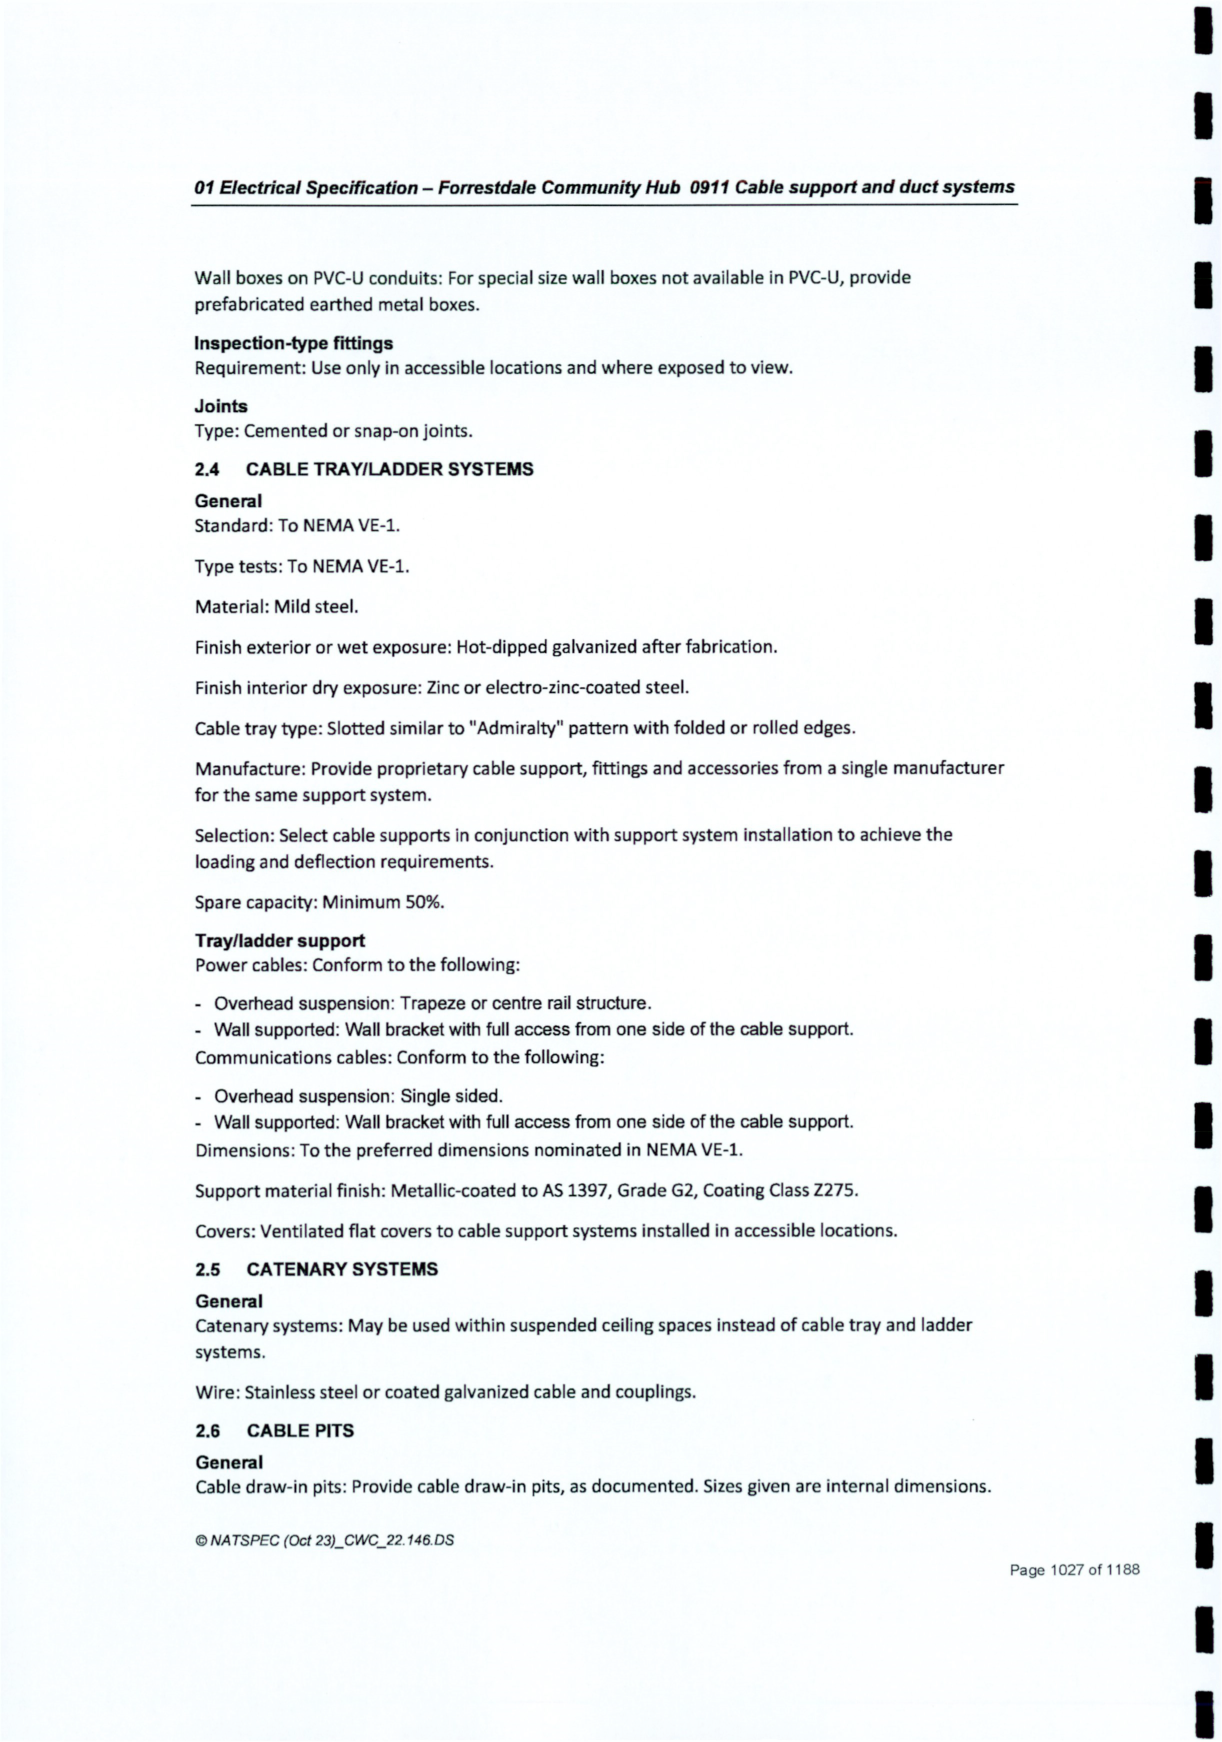 01 Electrical Specification – Forrestdale Community Hub 0911 Cable support and duct systems
Wall boxes on PVC-U conduits: For special size wall boxes not available in PVC-U, provide
prefabricated earthed metal boxes.
Inspection-type fittings
Requirement: Use only in accessible locations and where exposed to view.
Joints
Type: Cemented or snap-on joints.
2.4 CABLE TRAY/LADDER SYSTEMS
General
Standard: To NEMA VE-1.
Type tests: To NEMA VE-1.
Material: Mild steel.
Finish exterior or wet exposure: Hot-dipped galvanized after fabrication.
Finish interior dry exposure: Zinc or electro-zinc-coated steel.
Cable tray type: Slotted similar to "Admiralty" pattern with folded or rolled edges.
Manufacture: Provide proprietary cable support, fittings and accessories from a single manufacturer
for the same support system.
Selection: Select cable supports in conjunction with support system installation to achieve the
loading and deflection requirements.
Spare capacity: Minimum 50%.
Tray/ladder support
Power cables: Conform to the following:
- Overhead suspension: Trapeze or centre rail structure.
- Wall supported: Wall bracket with full access from one side of the cable support.
Communications cables: Conform to the following:
- Overhead suspension: Single sided.
- Wall supported: Wall bracket with full access from one side of the cable support.
Dimensions: To the preferred dimensions nominated in NEMA VE-1.
Support material finish: Metallic-coated to AS 1397, Grade G2, Coating Class Z275.
Covers: Ventilated flat covers to cable support systems installed in accessible locations.
2.5 CATENARY SYSTEMS
General
Catenary systems: May be used within suspended ceiling spaces instead of cable tray and ladder
systems.
Wire: Stainless steel or coated galvanized cable and couplings.
2.6 CABLE PITS
General
Cable draw-in pits: Provide cable draw-in pits, as documented. Sizes given are internal dimensions.
© NATSPEC (Oct 23)_CWC_22.146.DS
Page 1027 of 1188